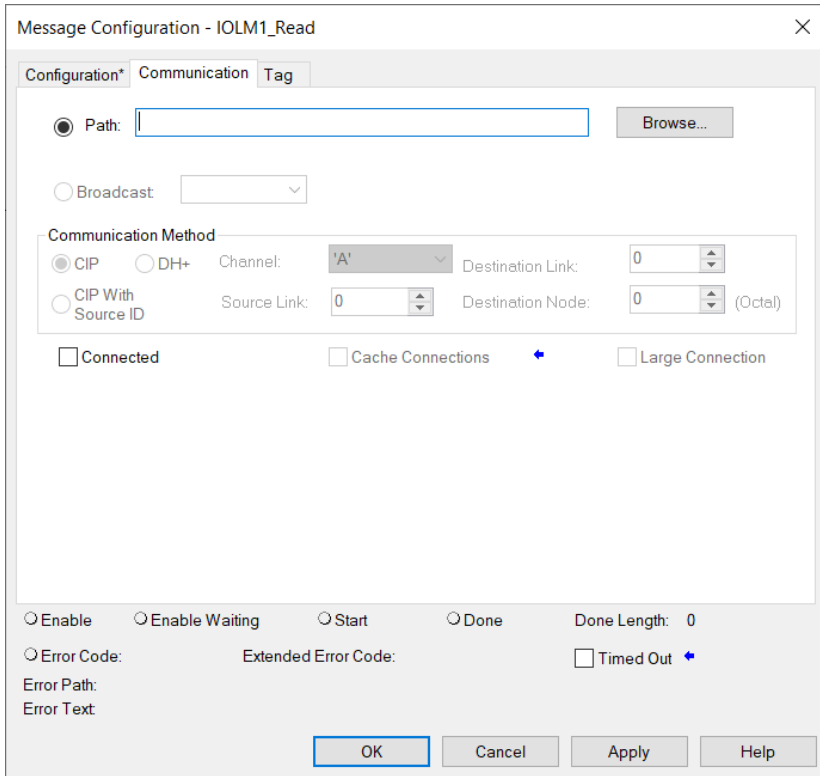 Message Configuration - IOLM1_Read
Configuration* Communication Tag
Path: Browse...
Broadcast:
Communication Method
CIP DH+ Channel: 'A' Destination Link: 0
CIP With Source ID Source Link: 0 Destination Node: 0 (Octal)
Connected Cache Connections Large Connection
Enable Enable Waiting Start Done Done Length: 0
Error Code: Extended Error Code: Timed Out
Error Path:
Error Text:
OK Cancel Apply Help